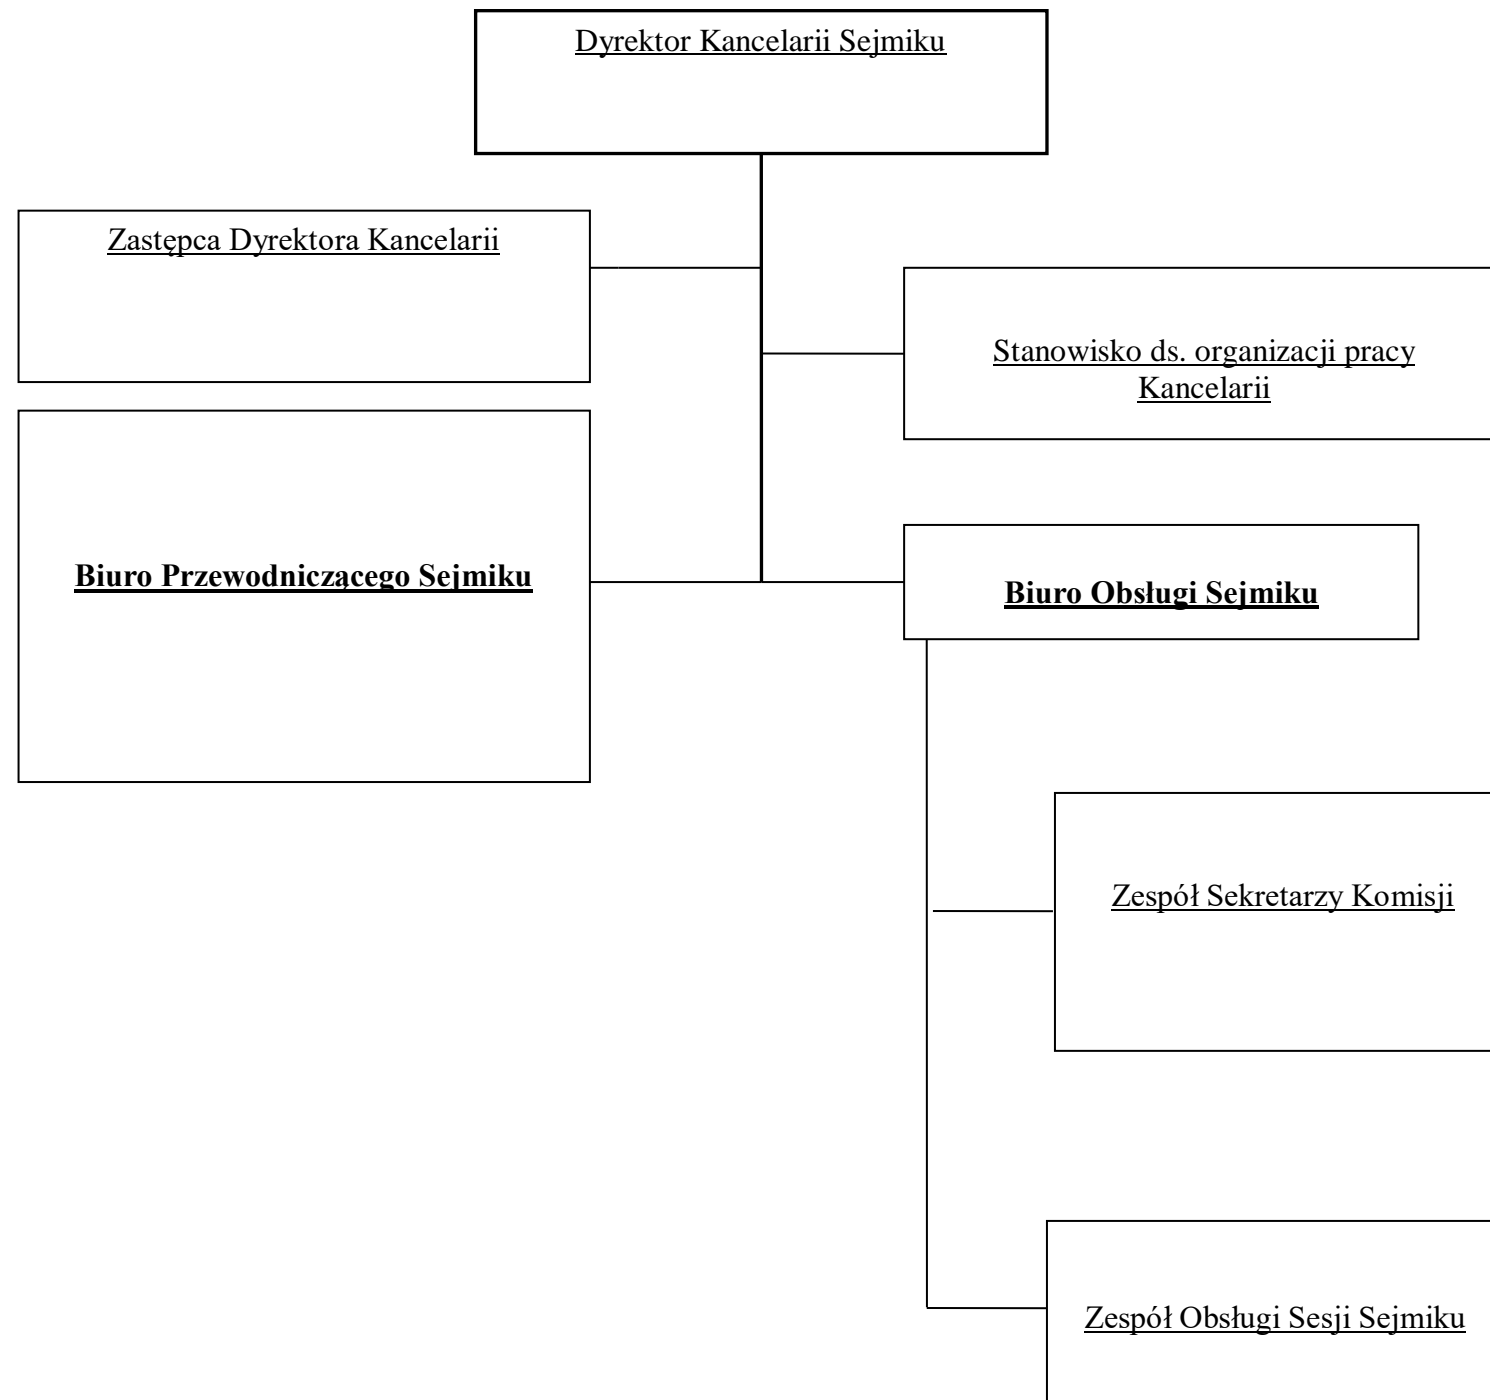 Dyrektor Kancelarii Sejmiku
Zastępca Dyrektora Kancelarii
Stanowisko ds. organizacji pracy
Kancelarii
Biuro Przewodniczącego Sejmiku
Biuro Obsługi Sejmiku
Zespół Sekretarzy Komisji
Zespół Obsługi Sesji Sejmiku